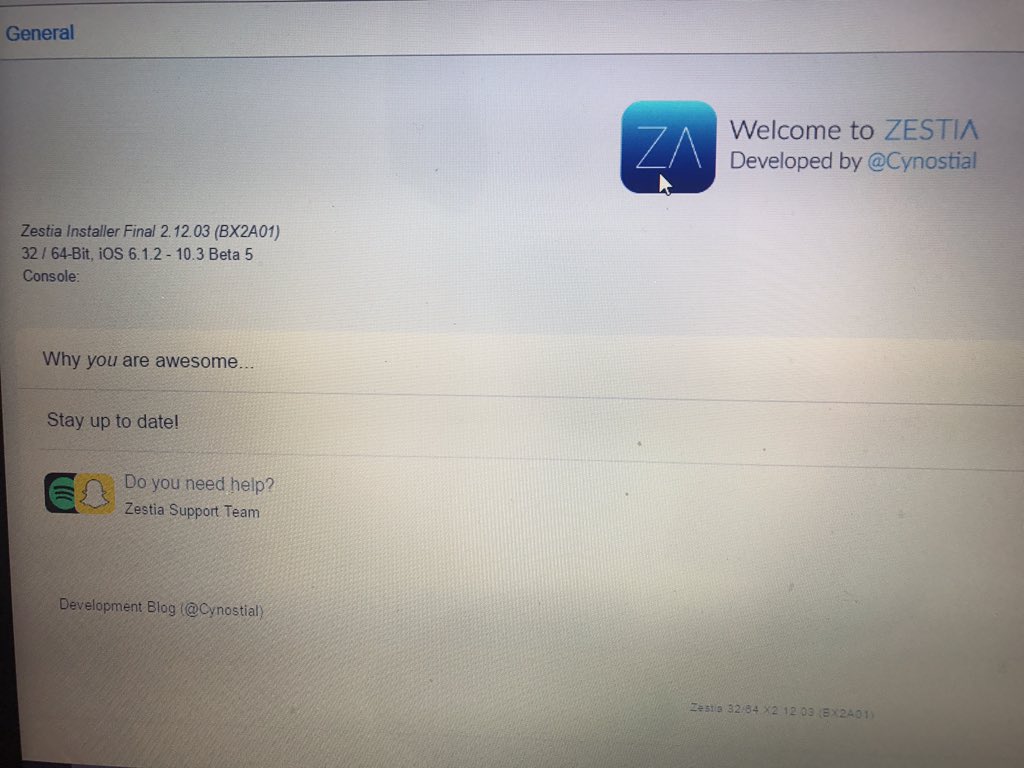 General
ZA
Welcome to ZESTIA
Developed by @Cynostial
Zestia Installer Final 2.12.03 (BX2A01)
32 / 64-Bit, iOS 6.1.2 - 10.3 Beta 5
Console:
Why you are awesome...
Stay up to date!
Do you need help?
Zestia Support Team
Development Blog (@Cynostial)
Zestia 32/64 X2.12.03 (BX2A01)